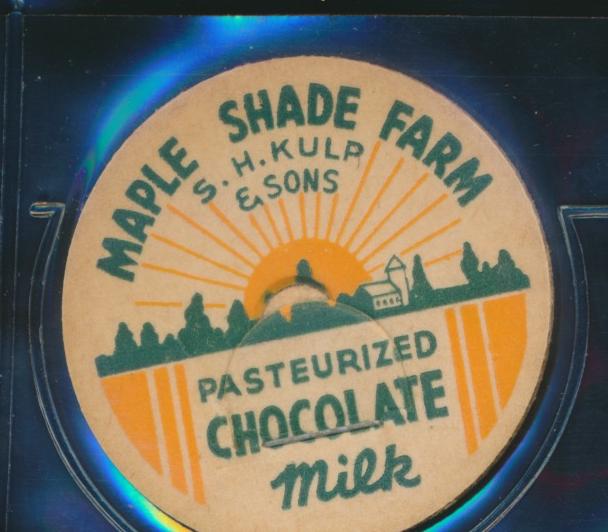 MAPLE SHADE FARM
S. H. KULP
& SONS
PASTEURIZED
CHOCOLATE
Milk